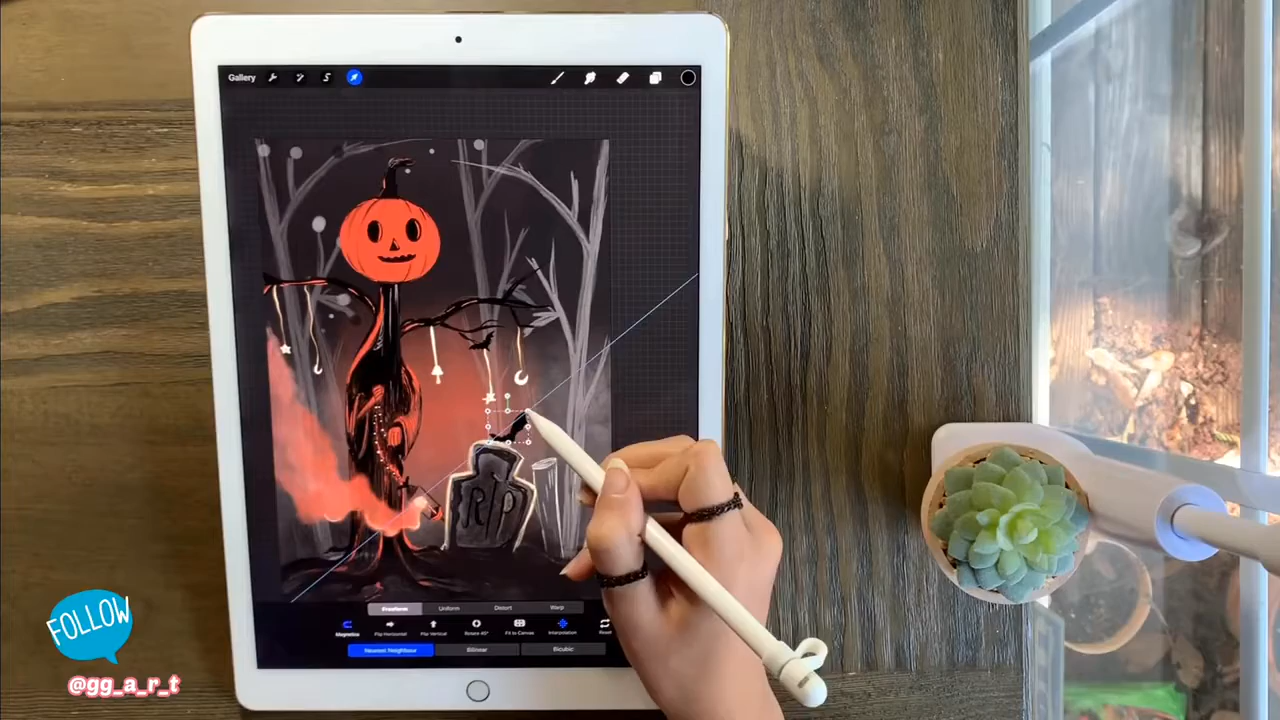 Gallery
S
RIP
Freeform Uniform Distort Warp
Magnetics Flip Horizontal Flip Vertical Rotate 45° Fit to Canvas Interpolation Reset
Nearest Neighbour Bilinear Bicubic
FOLLOW
@gg_a_r_t